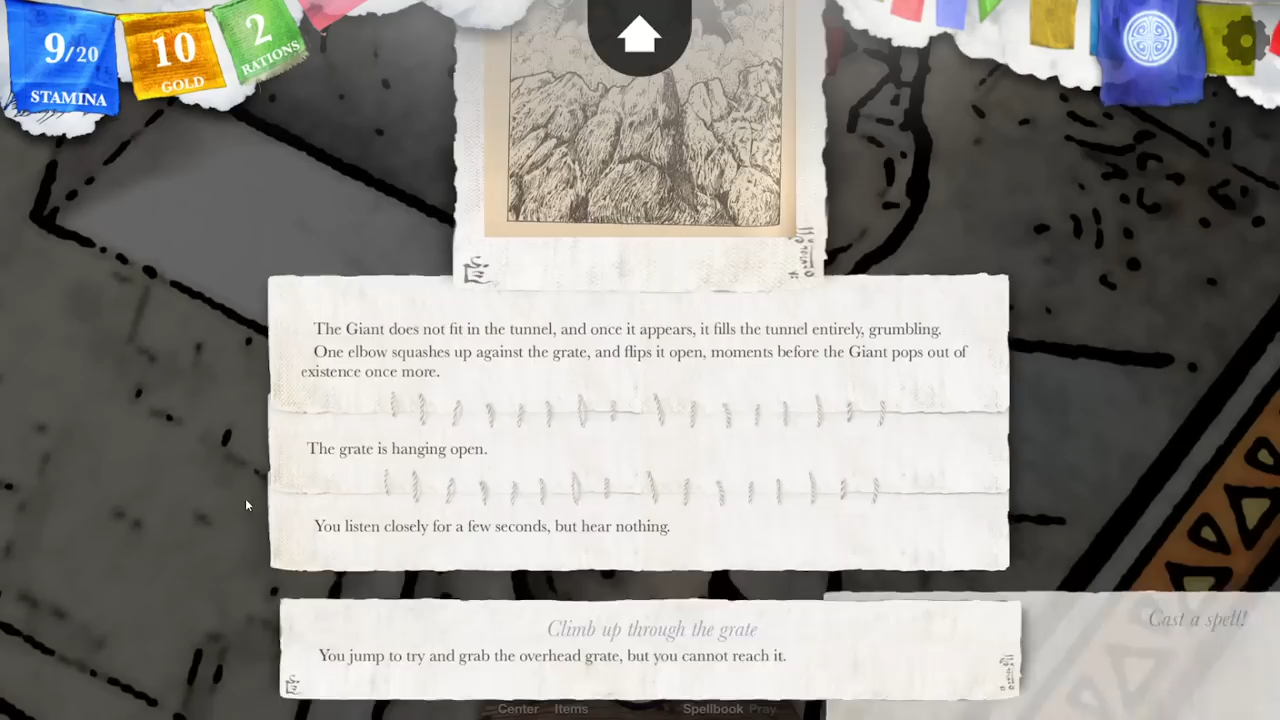 9/20
STAMINA
10
GOLD
2
RATIONS
The Giant does not fit in the tunnel, and once it appears, it fills the tunnel entirely, grumbling.
One elbow squashes up against the grate, and flips it open, moments before the Giant pops out of
existence once more.
The grate is hanging open.
You listen closely for a few seconds, but hear nothing.
Climb up through the grate
Cast a spell!
You jump to try and grab the overhead grate, but you cannot reach it.
Center Items Spellbook Pray